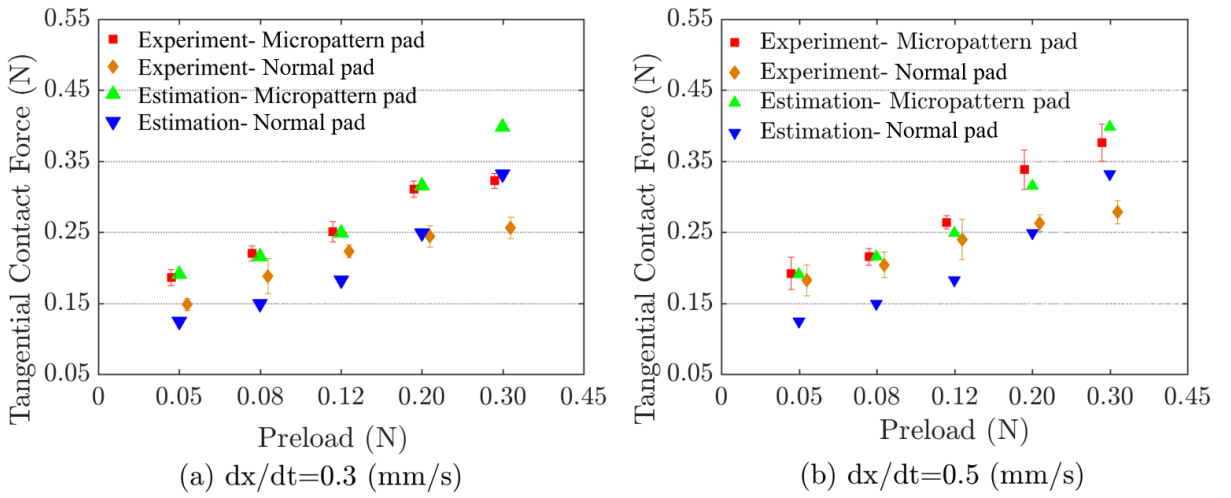 Tangential Contact Force (N)
0.55
0.45
0.35
0.25
0.15
0.05
Experiment- Micropattern pad
Experiment- Normal pad
Estimation- Micropattern pad
Estimation- Normal pad
0 0.05 0.08 0.12 0.20 0.30 0.45
Preload (N)
(a) dx/dt=0.3 (mm/s)
Tangential Contact Force (N)
0.55
0.45
0.35
0.25
0.15
0.05
Experiment- Micropattern pad
Experiment- Normal pad
Estimation- Micropattern pad
Estimation- Normal pad
0 0.05 0.08 0.12 0.20 0.30 0.45
Preload (N)
(b) dx/dt=0.5 (mm/s)